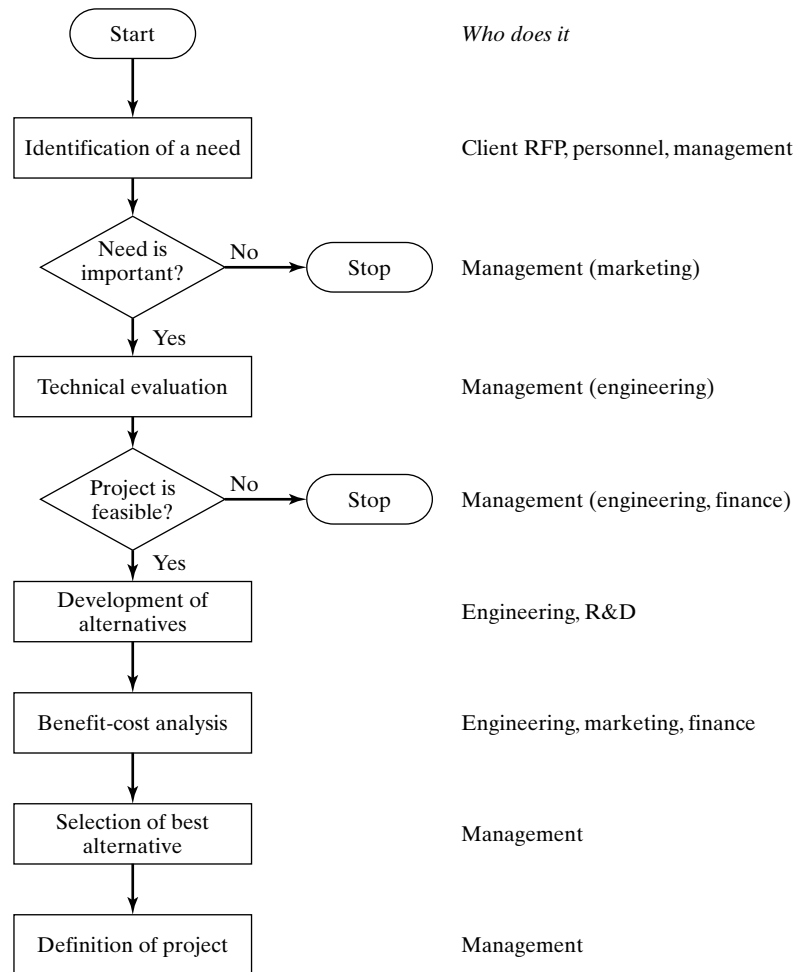 Start
Who does it
Identification of a need
Client RFP, personnel, management
Need is
important?
No
Stop
Management (marketing)
Yes
Technical evaluation
Management (engineering)
Project is
feasible?
No
Stop
Management (engineering, finance)
Yes
Development of
alternatives
Engineering, R&D
Benefit-cost analysis
Engineering, marketing, finance
Selection of best
alternative
Management
Definition of project
Management